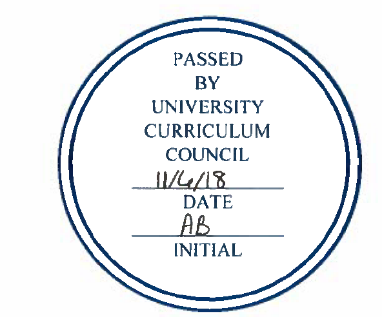 PASSED
BY
UNIVERSITY
CURRICULUM
COUNCIL
11/6/18
DATE
AB
INITIAL